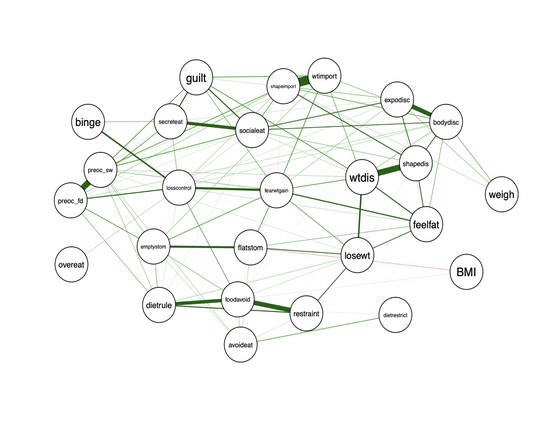 guilt
shapeimport
wtimport
expodisc
binge
secreteat
socialeat
bodydisc
preoc_sw
shapedis
preoc_fd
losscontrol
fearwtgain
wtdis
weigh
feelfat
emptystom
flatstom
losewt
overeat
BMI
dietrule
foodavoid
restraint
dietrestrict
avoideat